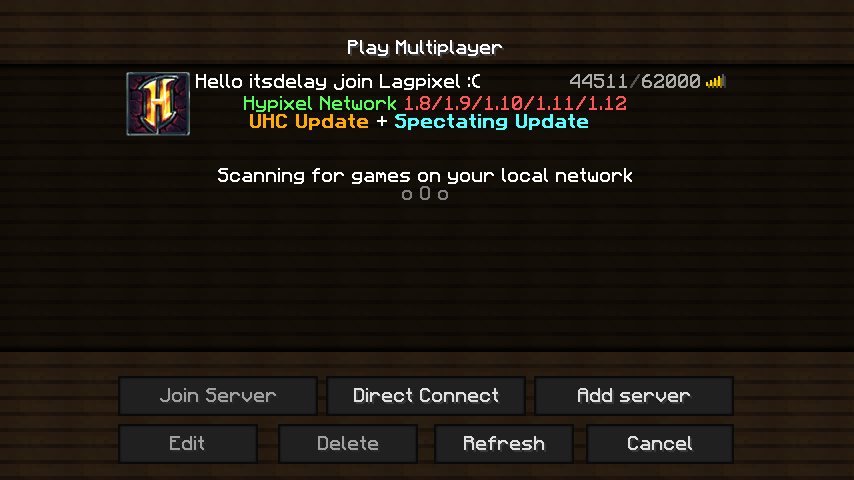 Play Multiplayer
Hello itsdelay join Lagpixel :C 44511/62000
H
Hypixel Network 1.8/1.9/1.10/1.11/1.12
UHC Update + Spectating Update
Scanning for games on your local network
o O o
Join Server Direct Connect Add server
Edit Delete Refresh Cancel